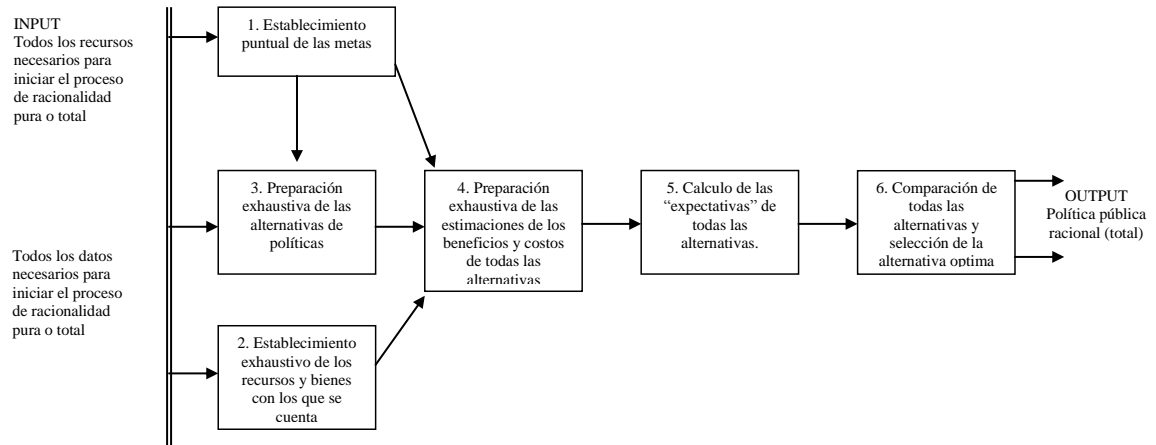 INPUT
Todos los recursos
necesarios para
iniciar el proceso
de racionalidad
pura o total
Todos los datos
necesarios para
iniciar el proceso
de racionalidad
pura o total
1. Establecimiento
puntual de las metas
3. Preparación
exhaustiva de las
alternativas de
políticas
2. Establecimiento
exhaustivo de los
recursos y bienes
con los que se
cuenta
4. Preparación
exhaustiva de las
estimaciones de los
beneficios y costos
de todas las
alternativas
5. Calculo de las
“expectativas” de
todas las
alternativas.
6. Comparación de
todas las
alternativas y
selección de la
alternativa optima
OUTPUT
Política pública
racional (total)